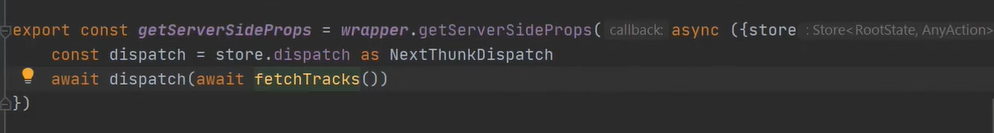 export const getServerSideProps = wrapper.getServerSideProps( callback: async ({store : Store<RootState, AnyAction>
const dispatch = store.dispatch as NextThunkDispatch
await dispatch(await fetchTracks())
})